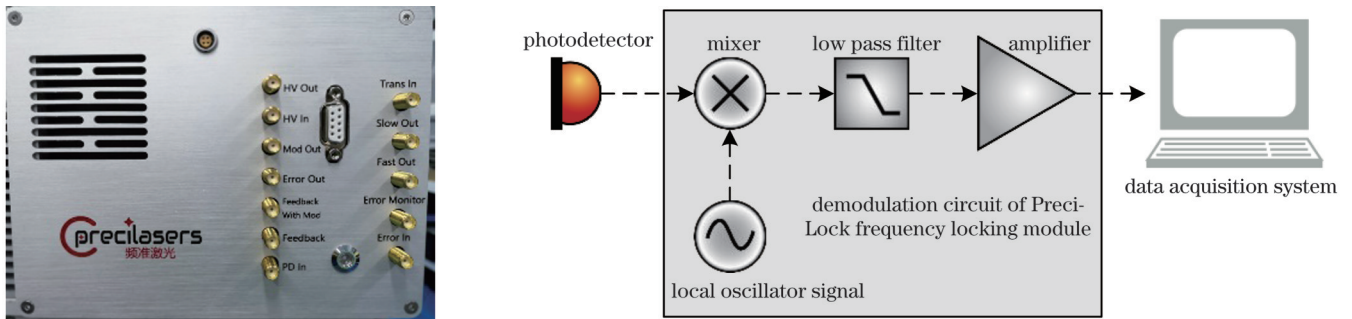 HV Out
HV In
Mod Out
Error Out
Feedback
With Mod
Feedback
PD In
Trans In
Slow Out
Fast Out
Error Monitor
Error In
precilasers
频准激光
photodetector
mixer
low pass filter
amplifier
data acquisition system
demodulation circuit of Preci-
Lock frequency locking module
local oscillator signal